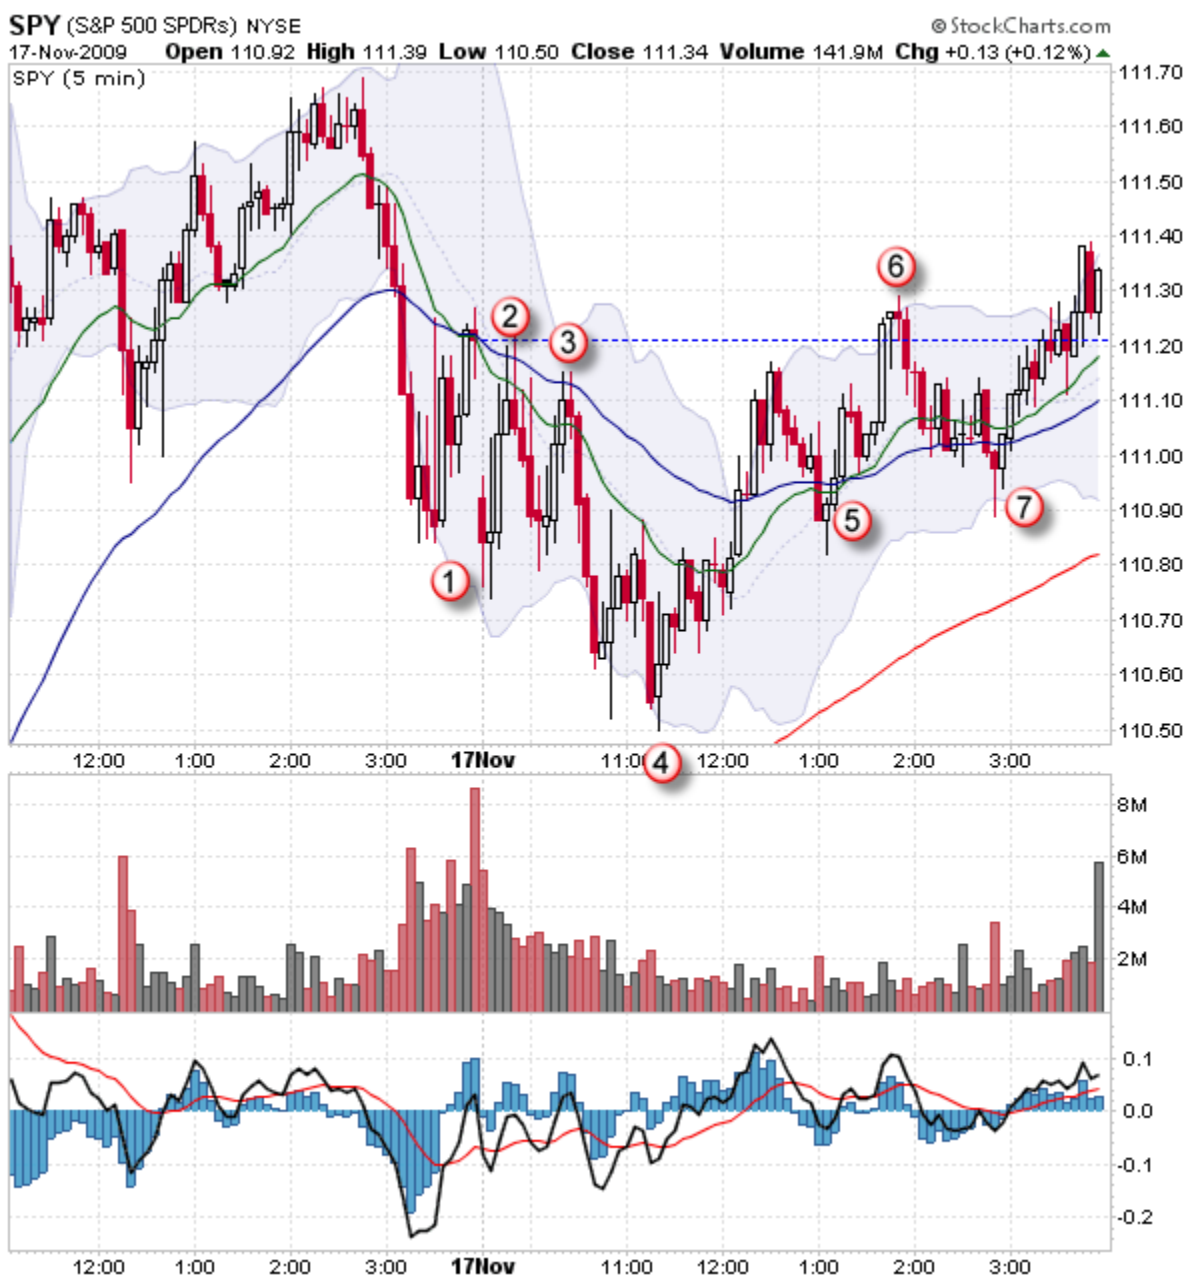 SPY (S&P 500 SPDRs) NYSE
© StockCharts.com
17-Nov-2009 Open 110.92 High 111.39 Low 110.50 Close 111.34 Volume 141.9M Chg +0.13 (+0.12%)
SPY (5 min)
111.70
111.60
111.50
111.40
111.30
111.20
111.10
111.00
110.90
110.80
110.70
110.60
110.50
6
2
3
5
7
1
4
12:00 1:00 2:00 3:00 17Nov 11:00 12:00 1:00 2:00 3:00
8M
6M
4M
2M
0.1
0.0
-0.1
-0.2
12:00 1:00 2:00 3:00 17Nov 11:00 12:00 1:00 2:00 3:00